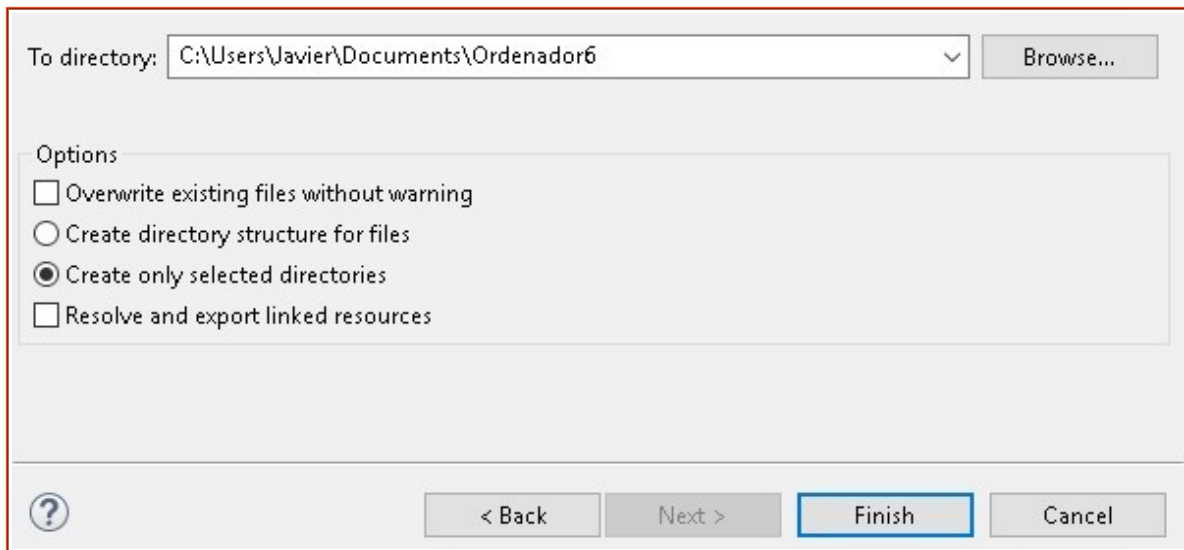 To directory: C:\Users\Javier\Documents\Ordenador6 Browse...
Options
Overwrite existing files without warning
Create directory structure for files
Create only selected directories
Resolve and export linked resources
? < Back Next > Finish Cancel